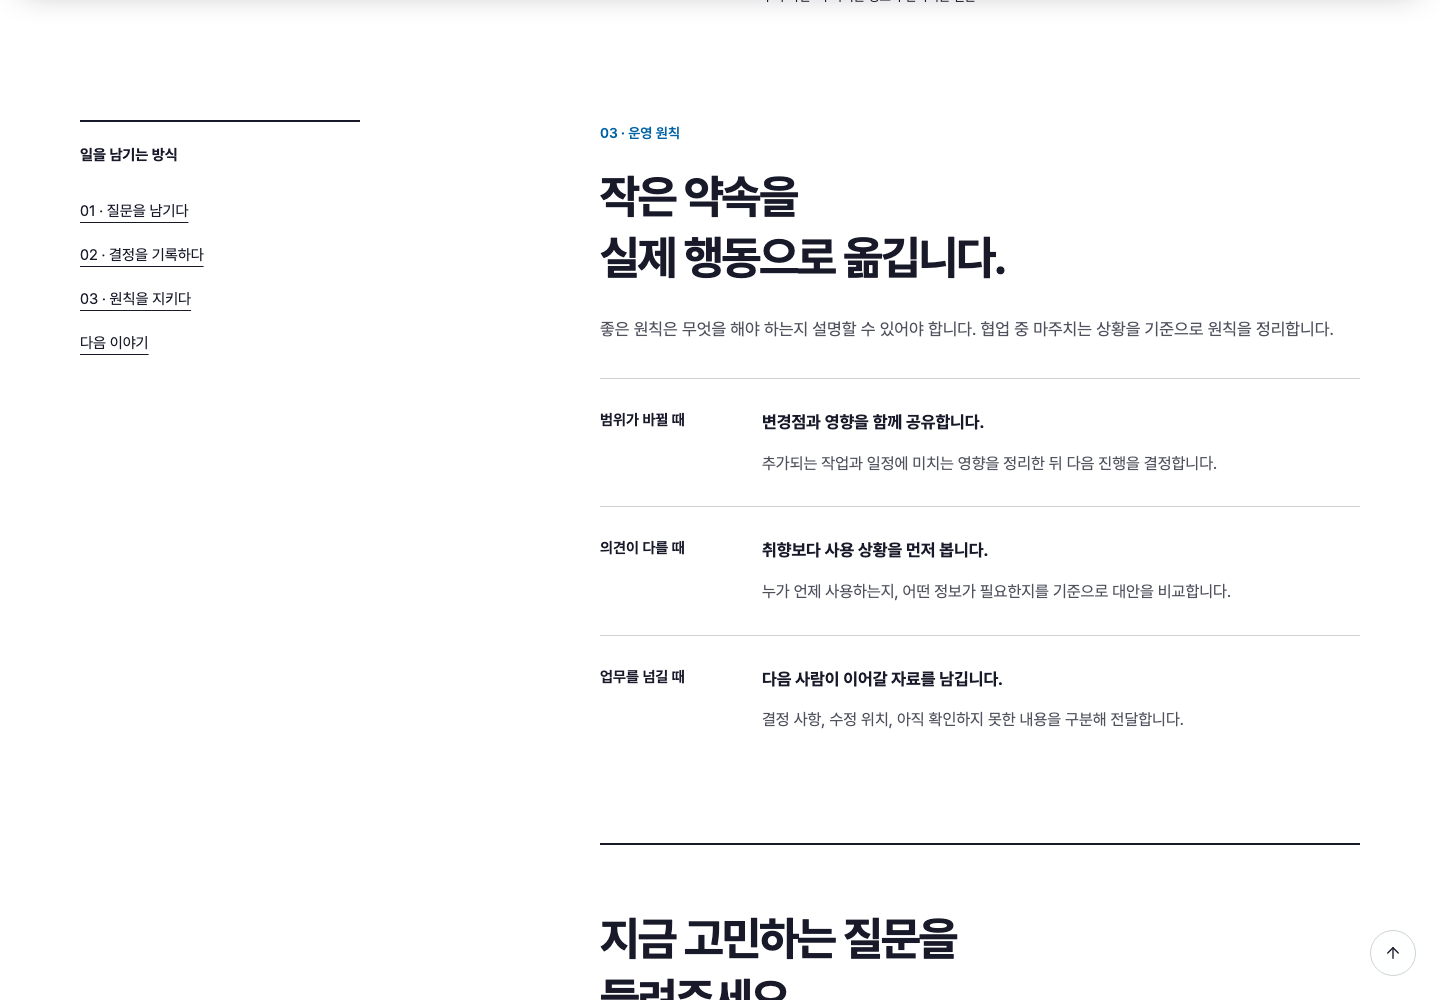 일을 남기는 방식
01 · 질문을 남기다
02 · 결정을 기록하다
03 · 원칙을 지키다
다음 이야기
03 · 운영 원칙
작은 약속을
실제 행동으로 옮깁니다.
좋은 원칙은 무엇을 해야 하는지 설명할 수 있어야 합니다. 협업 중 마주치는 상황을 기준으로 원칙을 정리합니다.
범위가 바뀔 때
변경점과 영향을 함께 공유합니다.
추가되는 작업과 일정에 미치는 영향을 정리한 뒤 다음 진행을 결정합니다.
의견이 다를 때
취향보다 사용 상황을 먼저 봅니다.
누가 언제 사용하는지, 어떤 정보가 필요한지를 기준으로 대안을 비교합니다.
업무를 넘길 때
다음 사람이 이어갈 자료를 남깁니다.
결정 사항, 수정 위치, 아직 확인하지 못한 내용을 구분해 전달합니다.
지금 고민하는 질문을